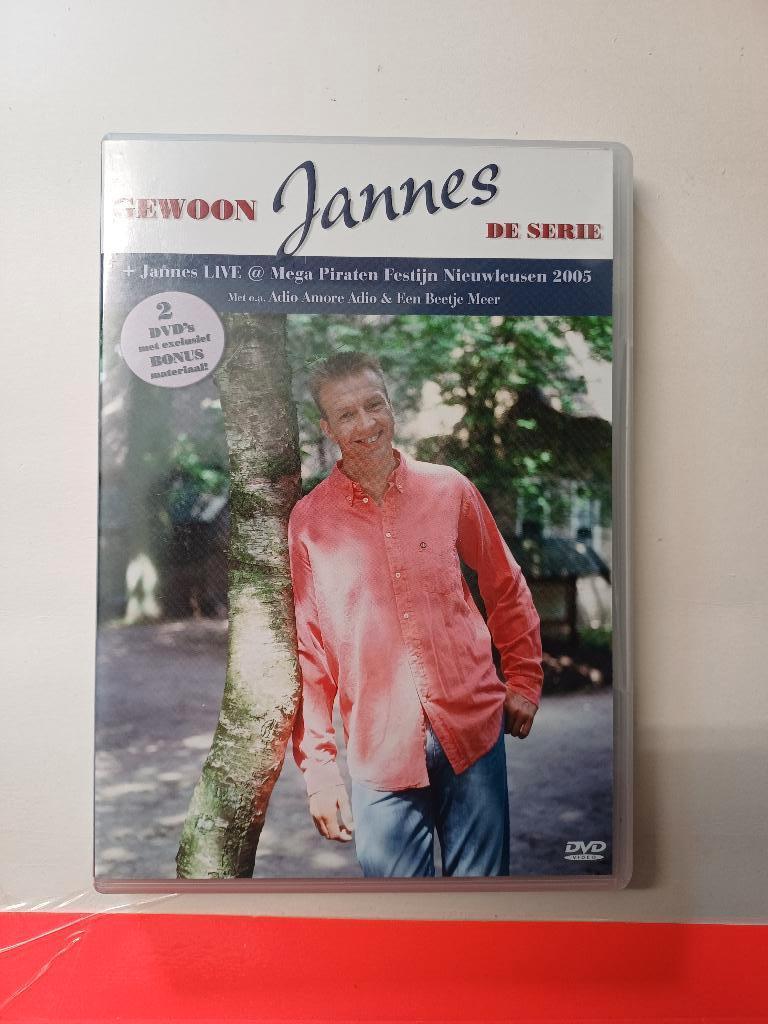 GEWOON Jannes
DE SERIE
+ Jannes LIVE @ Mega Piraten Festijn Nieuwleusen 2005
Met o.a. Adio Amore Adio & Een Beetje Meer
2
DVD's
met exclusief
BONUS
materiaal!
DVD
VIDEO